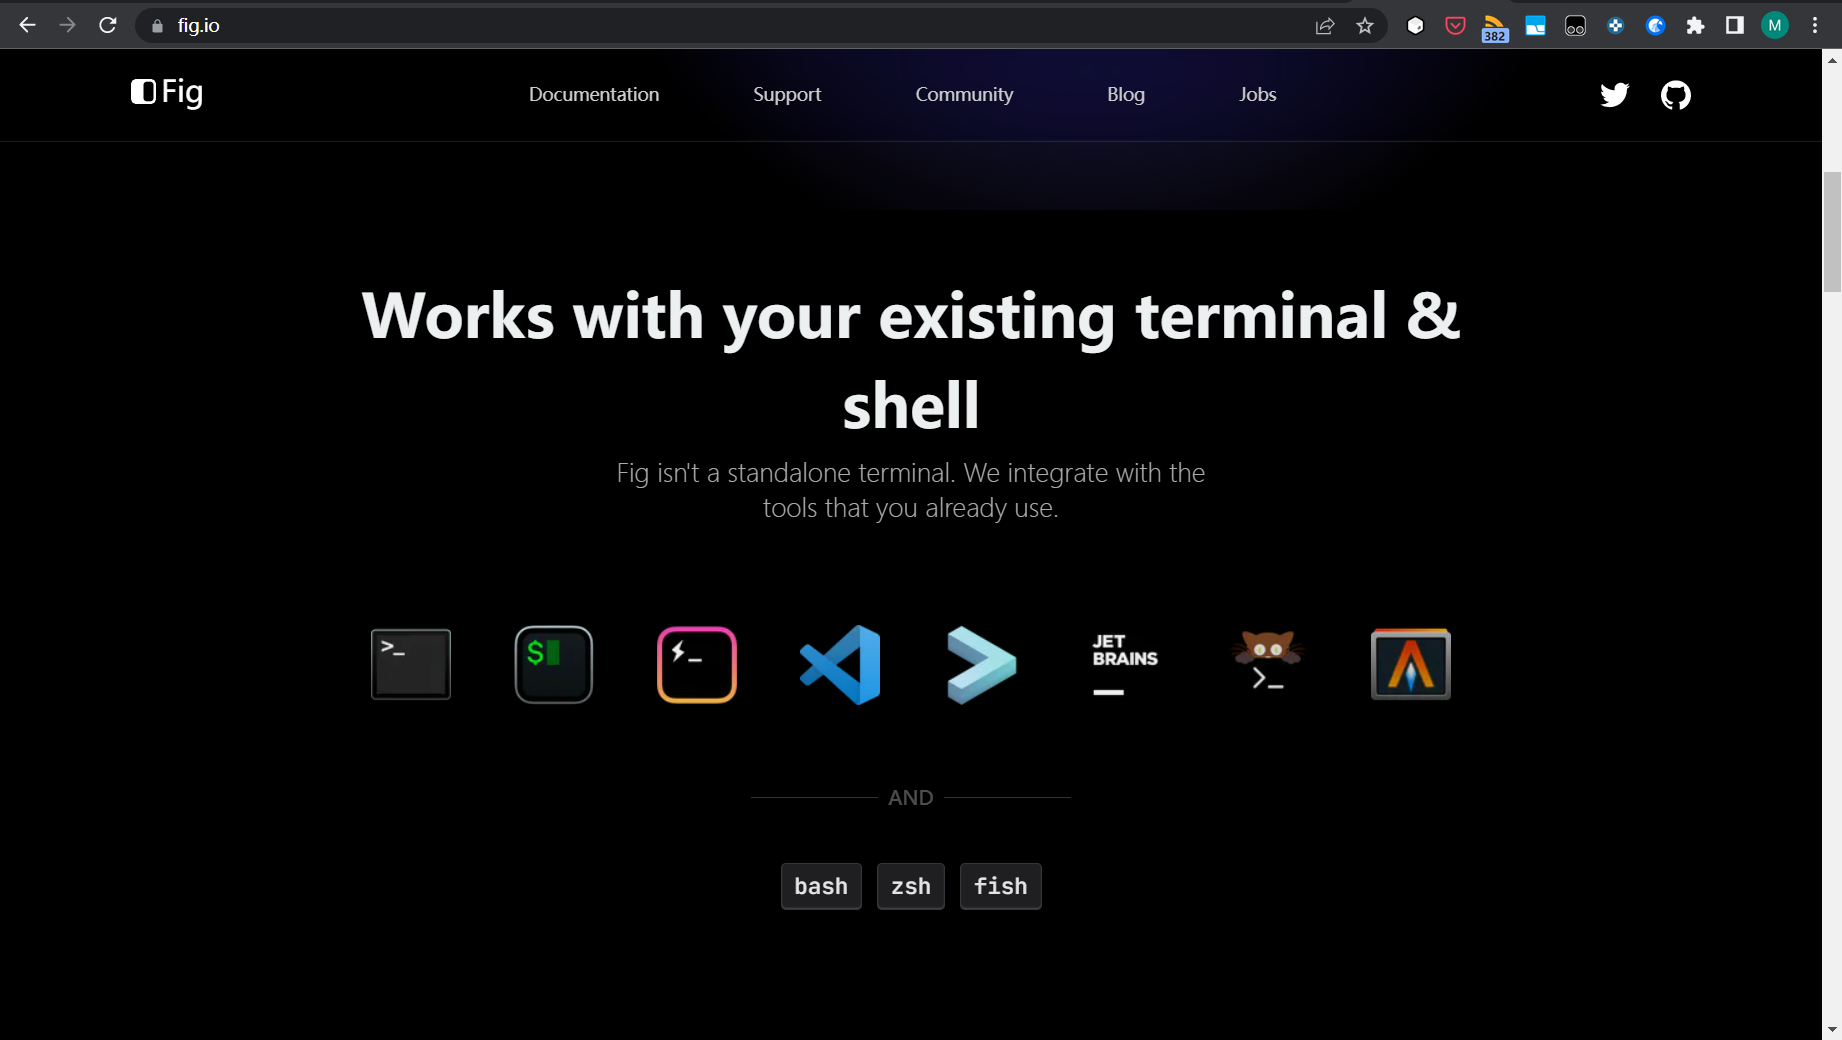 fig.io
382
M
Fig
Documentation Support Community Blog Jobs
Works with your existing terminal &
shell
Fig isn't a standalone terminal. We integrate with the
tools that you already use.
>_ $ _ JET
BRAINS >_
AND
bash zsh fish